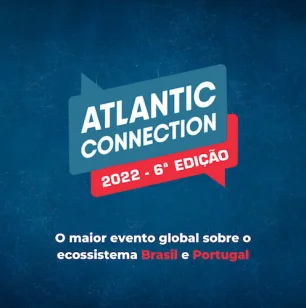 ATLANTIC
CONNECTION
2022 - 6ª EDIÇÃO
O maior evento global sobre o
ecossistema Brasil e Portugal